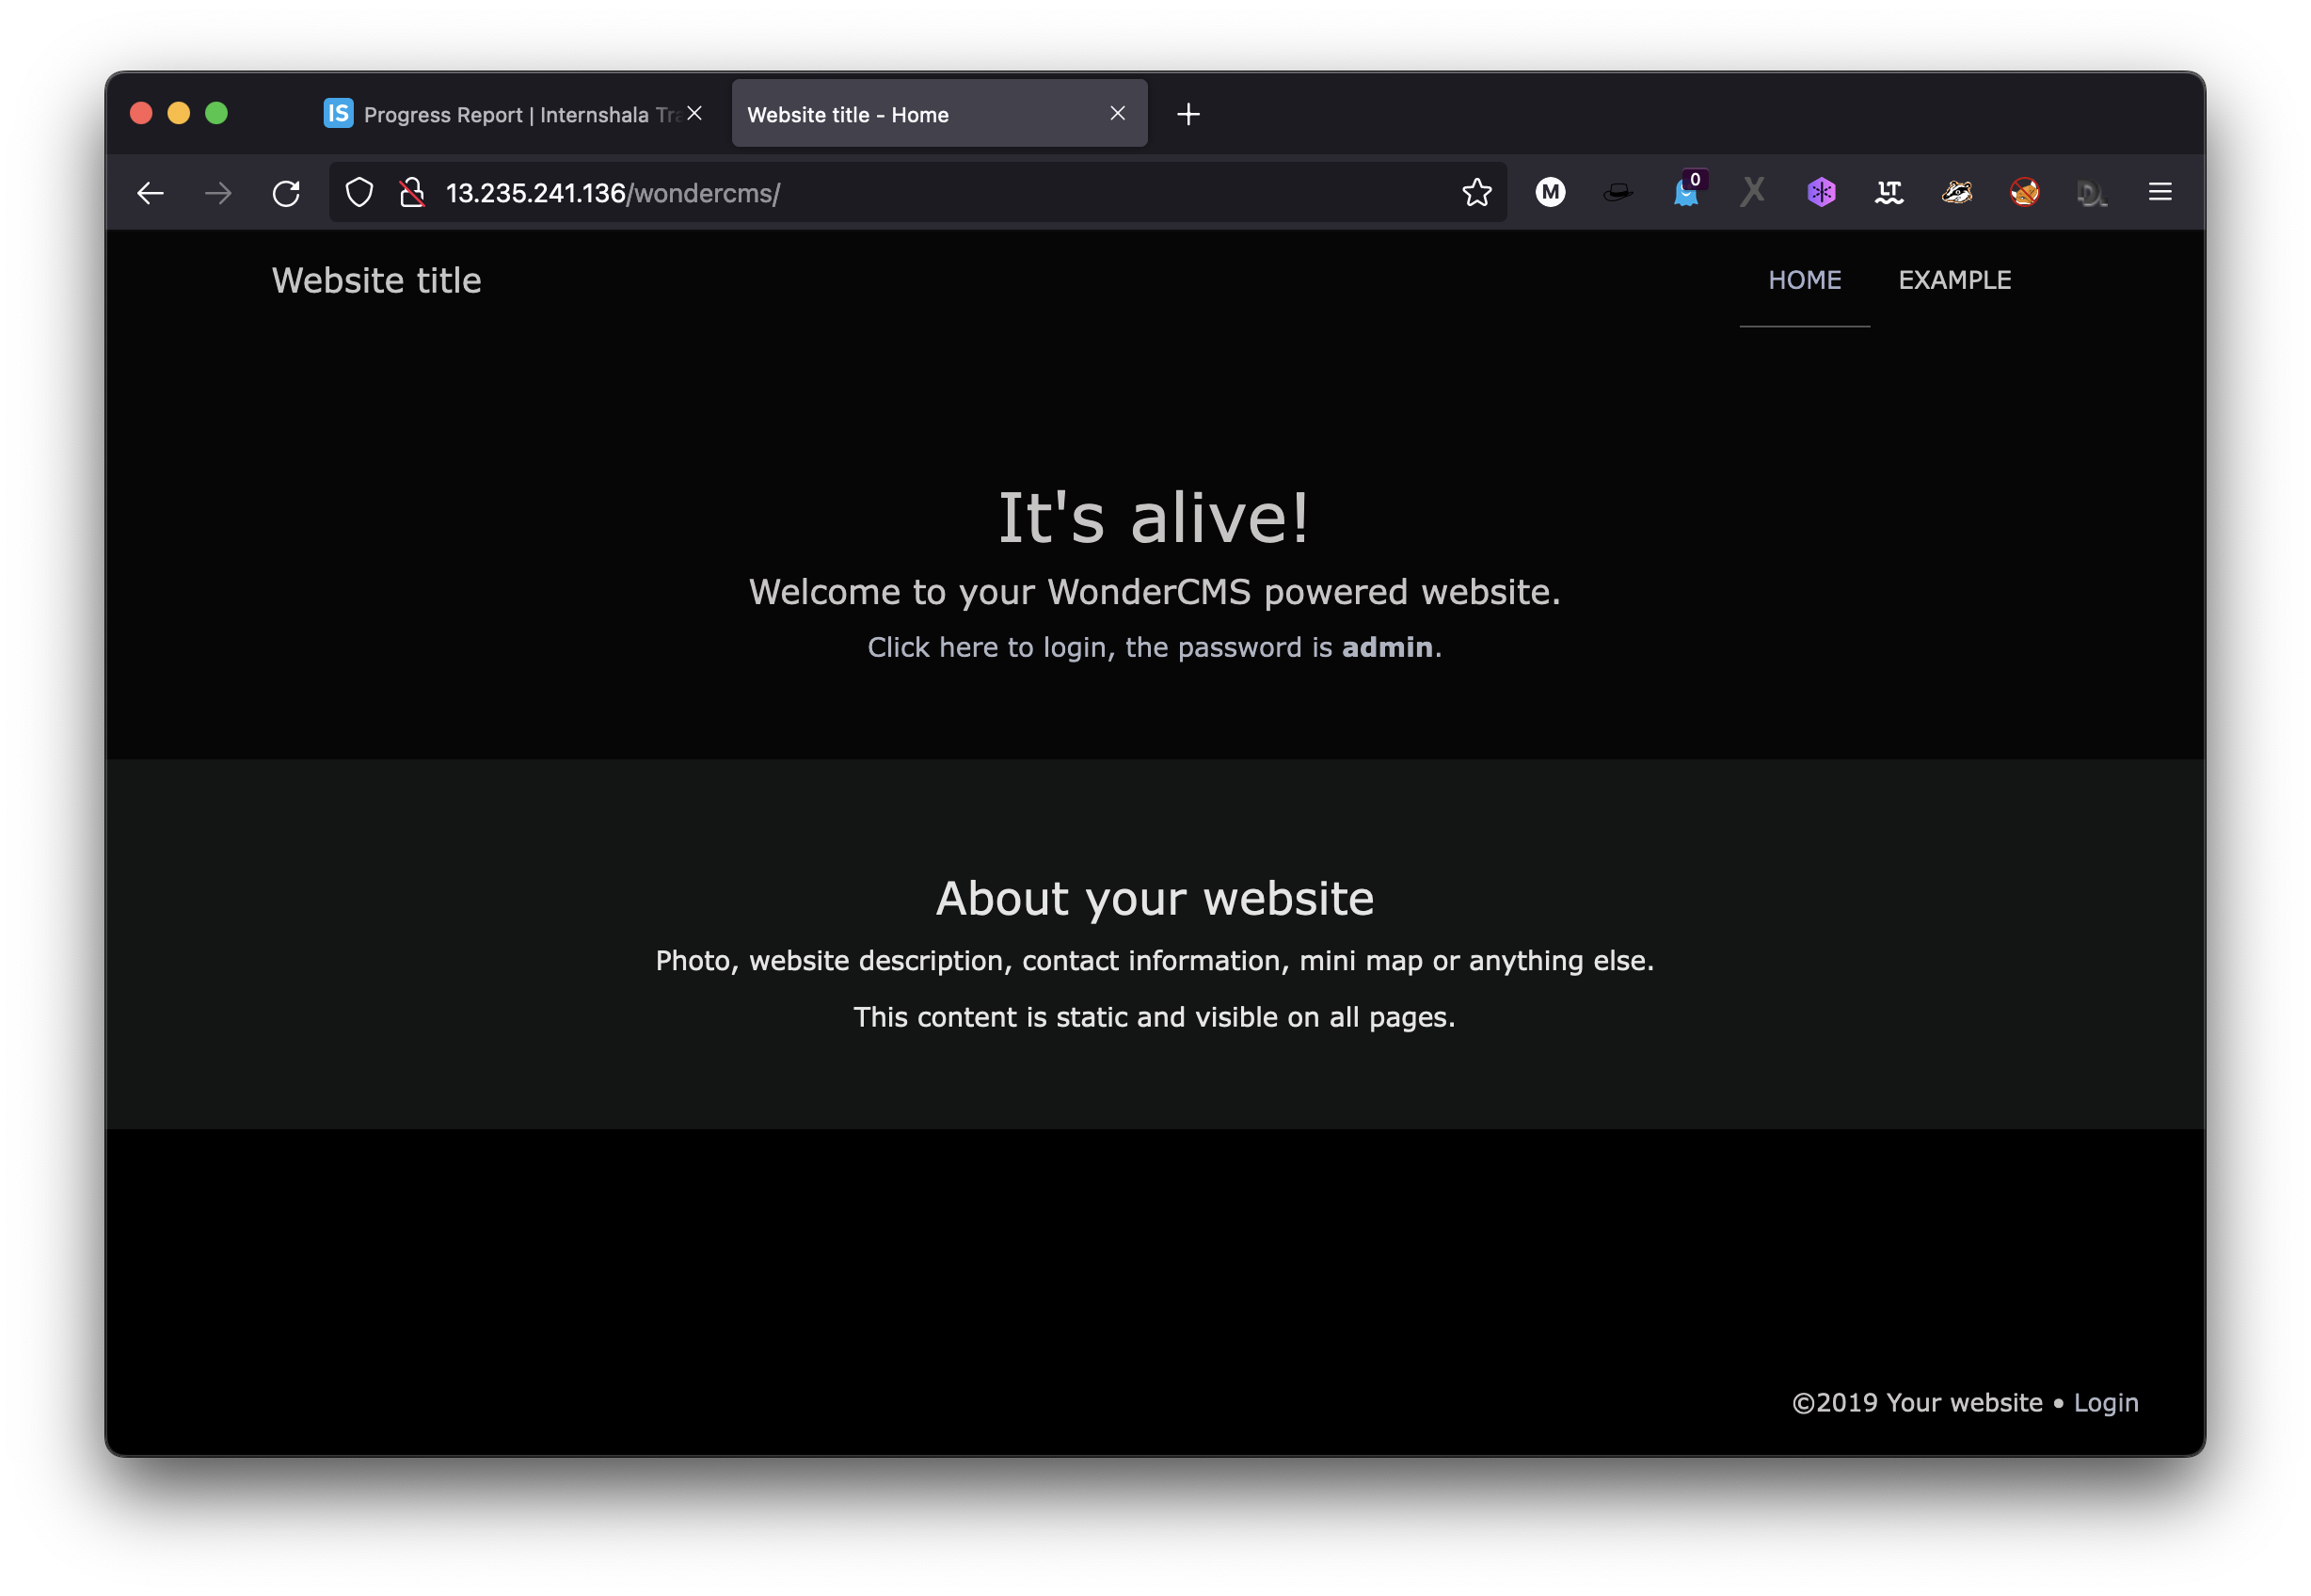 IS Progress Report | Internshala Tra
Website title - Home
13.235.241.136/wondercms/
M
0
X
LT
DL
Website title
HOME
EXAMPLE
It's alive!
Welcome to your WonderCMS powered website.
Click here to login, the password is admin.
About your website
Photo, website description, contact information, mini map or anything else.
This content is static and visible on all pages.
©2019 Your website • Login